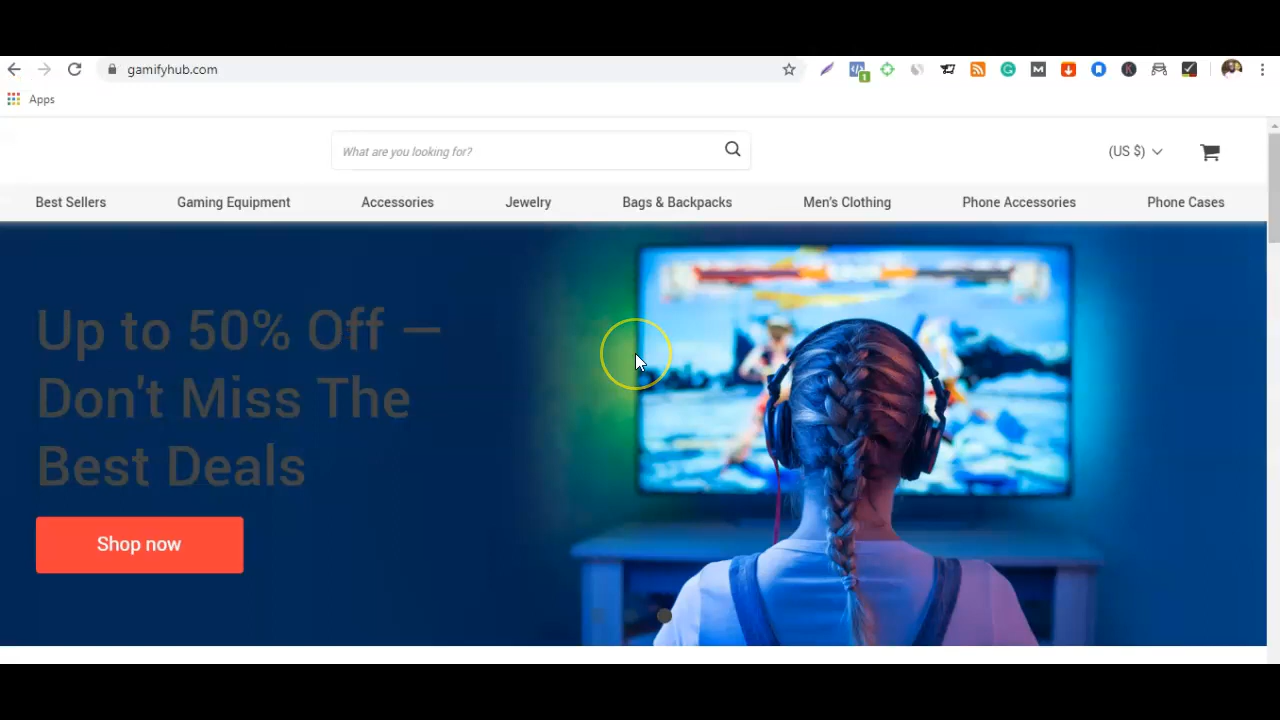 gamifyhub.com
1
Apps
What are you looking for?
(US $)
Best Sellers
Gaming Equipment
Accessories
Jewelry
Bags & Backpacks
Men's Clothing
Phone Accessories
Phone Cases
Up to 50% Off —
Don't Miss The
Best Deals
Shop now